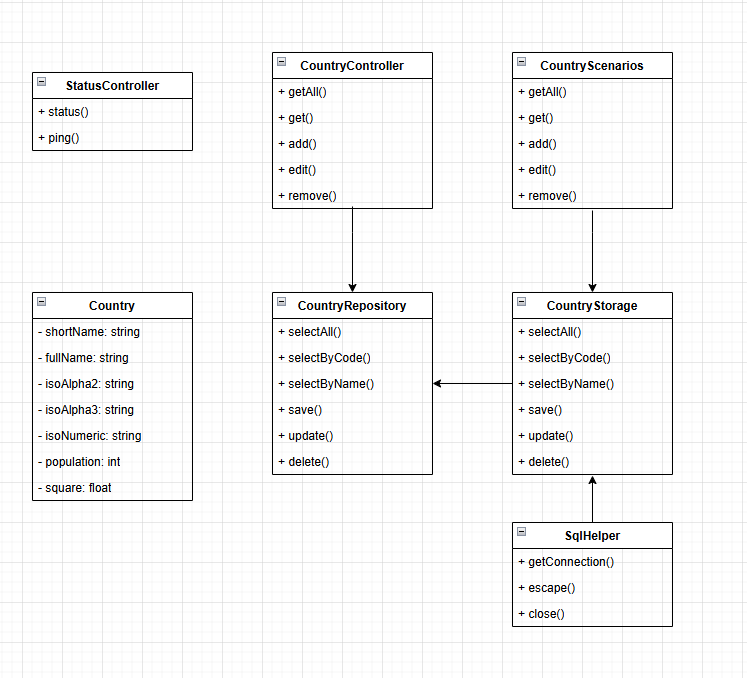 StatusController
+ status()
+ ping()
CountryController
+ getAll()
+ get()
+ add()
+ edit()
+ remove()
CountryScenarios
+ getAll()
+ get()
+ add()
+ edit()
+ remove()
Country
- shortName: string
- fullName: string
- isoAlpha2: string
- isoAlpha3: string
- isoNumeric: string
- population: int
- square: float
CountryRepository
+ selectAll()
+ selectByCode()
+ selectByName()
+ save()
+ update()
+ delete()
CountryStorage
+ selectAll()
+ selectByCode()
+ selectByName()
+ save()
+ update()
+ delete()
SqlHelper
+ getConnection()
+ escape()
+ close()